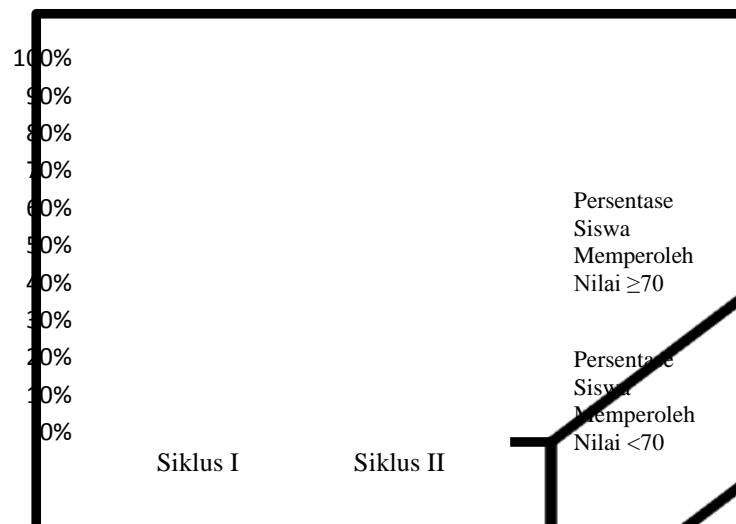 100%
90%
80%
70%
60%
50%
40%
30%
20%
10%
0%
Persentase
Siswa
Memperoleh
Nilai ≥70
Persentase
Siswa
Memperoleh
Nilai <70
Siklus I
Siklus II